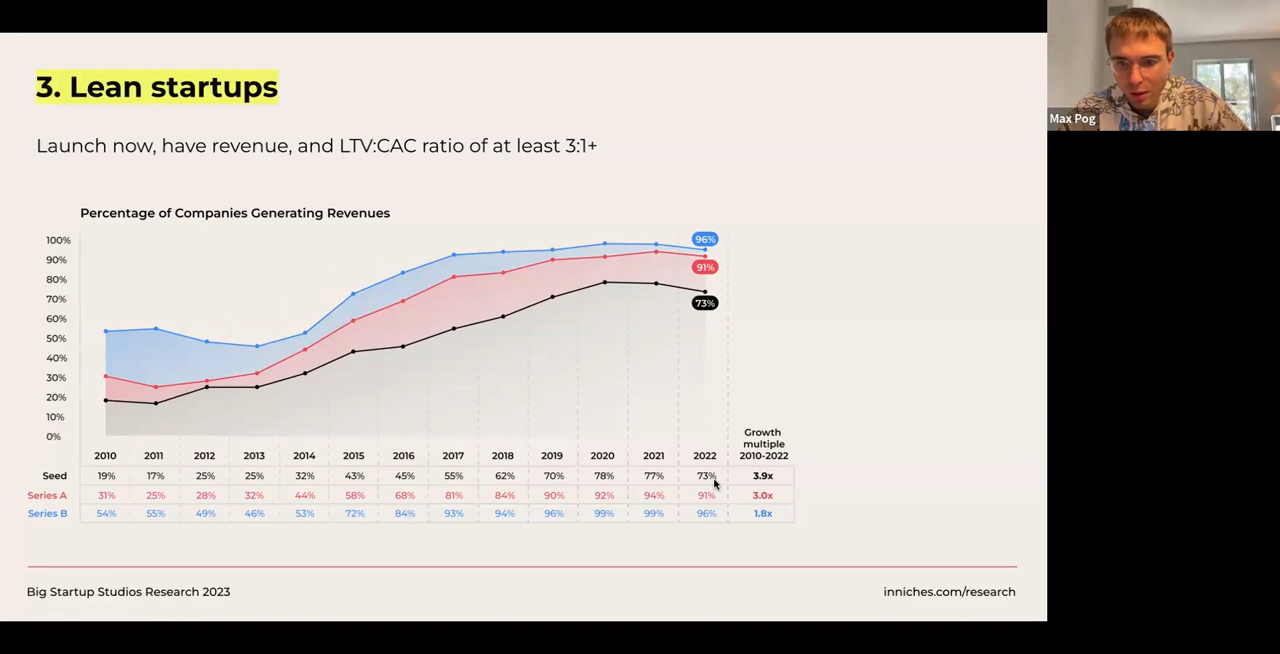 3. Lean startups
Launch now, have revenue, and LTV:CAC ratio of at least 3:1+
Max Pog
Percentage of Companies Generating Revenues
100%
90%
80%
70%
60%
50%
40%
30%
20%
10%
0%
96%
91%
73%
Growth
multiple
2010 2011 2012 2013 2014 2015 2016 2017 2018 2019 2020 2021 2022 2010-2022
Seed 19% 17% 25% 25% 32% 43% 45% 55% 62% 70% 78% 77% 73% 3.9x
Series A 31% 25% 28% 32% 44% 58% 68% 81% 84% 90% 92% 94% 91% 3.0x
Series B 54% 55% 49% 46% 53% 72% 84% 93% 94% 96% 99% 99% 96% 1.8x
Big Startup Studios Research 2023
inniches.com/research